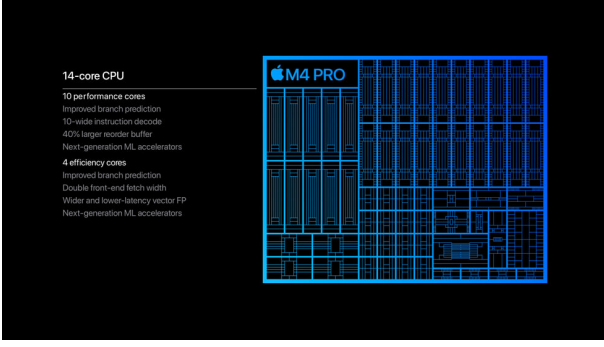 14-core CPU
10 performance cores
Improved branch prediction
10-wide instruction decode
40% larger reorder buffer
Next-generation ML accelerators
4 efficiency cores
Improved branch prediction
Double front-end fetch width
Wider and lower-latency vector FP
Next-generation ML accelerators
M4 PRO